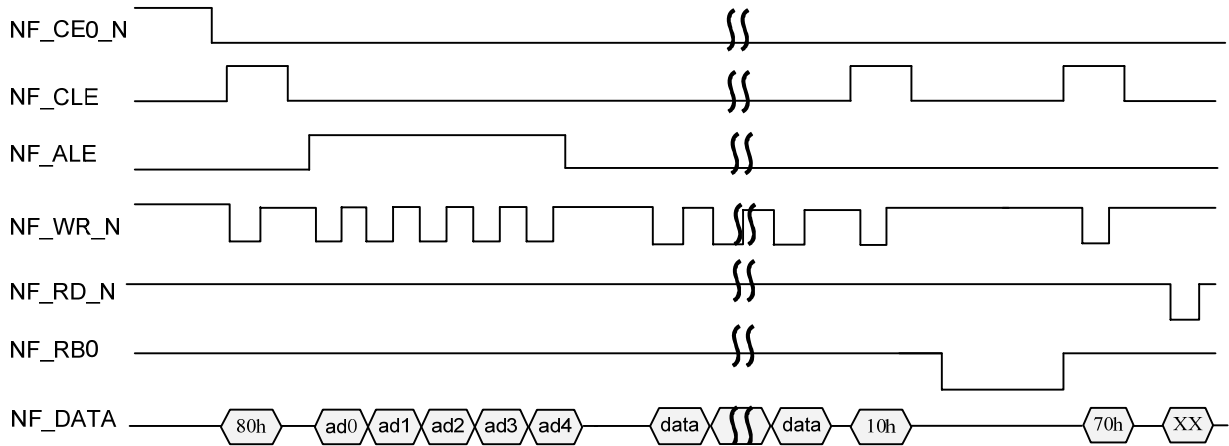 NF_CE0_N
NF_CLE
NF_ALE
NF_WR_N
NF_RD_N
NF_RB0
NF_DATA 80h ad0 ad1 ad2 ad3 ad4 data data 10h 70h XX